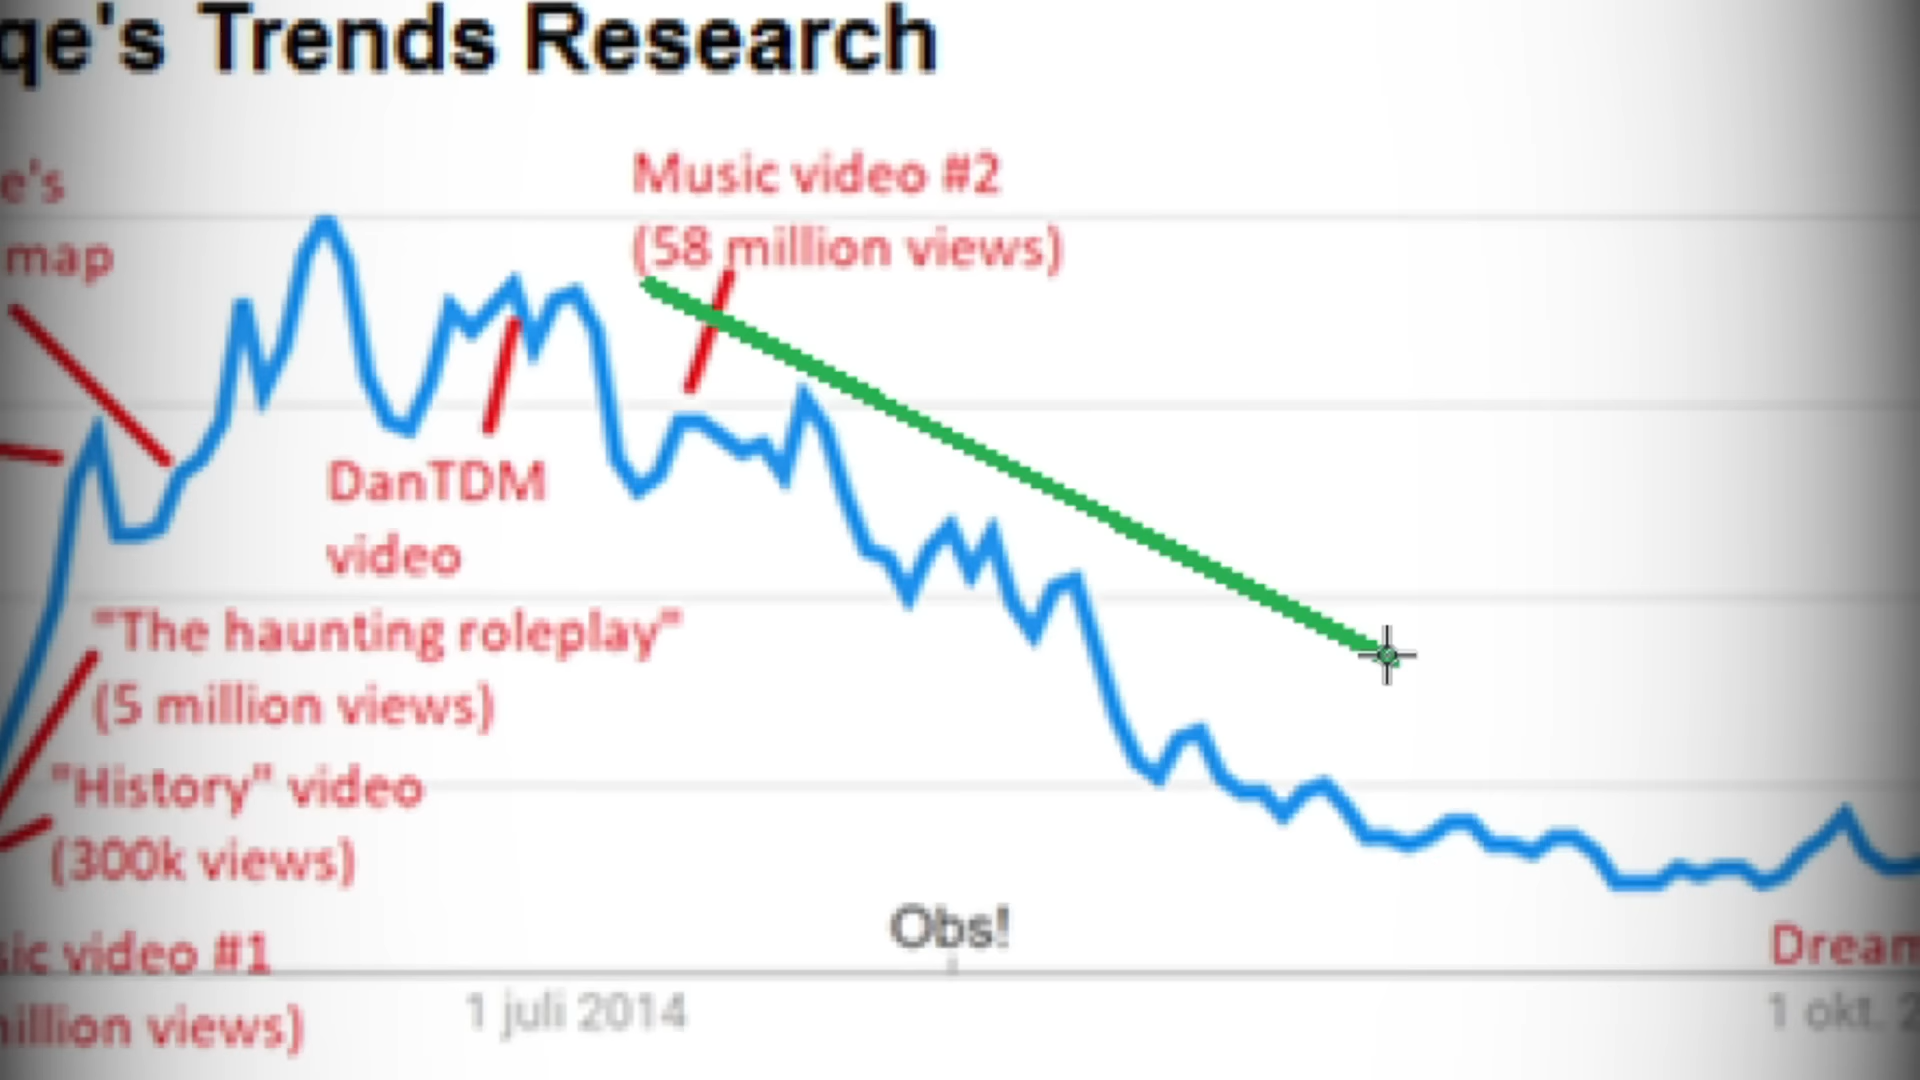 qe's Trends Research
Music video #2
(58 million views)
e's
map
DanTDM
video
"The haunting roleplay"
(5 million views)
"History" video
(300k views)
sic video #1
illion views)
Obs!
Dream
1 juli 2014
1 okt. 2